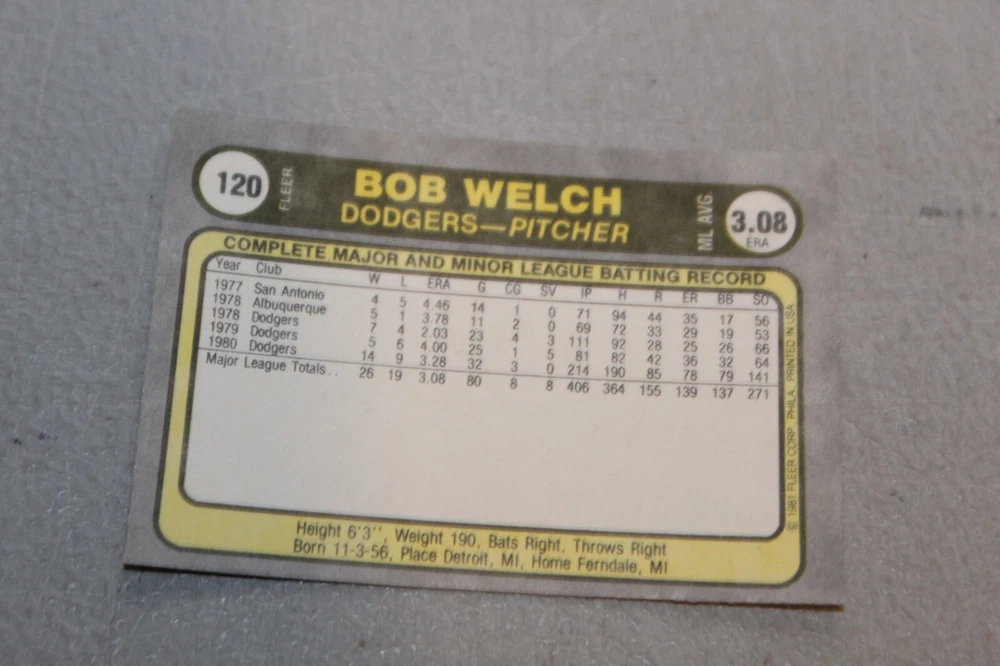 120
FLEER
BOB WELCH
DODGERS—PITCHER
ML AVG.
3.08
ERA
COMPLETE MAJOR AND MINOR LEAGUE BATTING RECORD
Year Club W L ERA G CG SV IP H R ER BB SO
1977 San Antonio 4 5 4.46 14 1 0 71 94 44 35 17 56
1978 Albuquerque 5 1 3.78 11 2 0 69 72 33 29 19 53
1978 Dodgers 7 4 2.03 23 4 3 111 92 28 25 26 66
1979 Dodgers 5 6 4.00 25 1 5 81 82 42 36 32 64
1980 Dodgers 14 9 3.28 32 3 0 214 190 85 78 79 141
Major League Totals . . 26 19 3.08 80 8 8 406 364 155 139 137 271
© 1981 FLEER CORP., PHILA., PRINTED IN USA
Height 6'3'', Weight 190, Bats Right, Throws Right
Born 11-3-56, Place Detroit, MI, Home Ferndale, MI